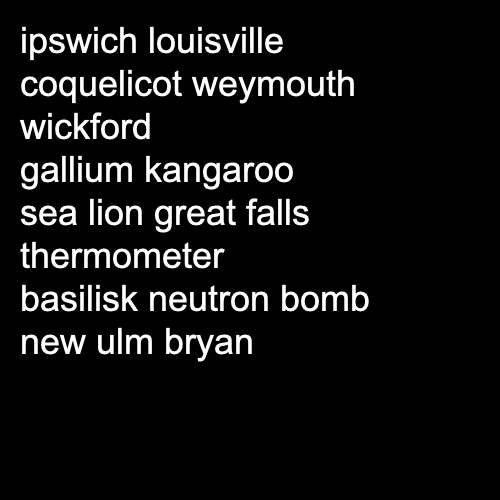 ipswich louisville
coquelicot weymouth
wickford
gallium kangaroo
sea lion great falls
thermometer
basilisk neutron bomb
new ulm bryan